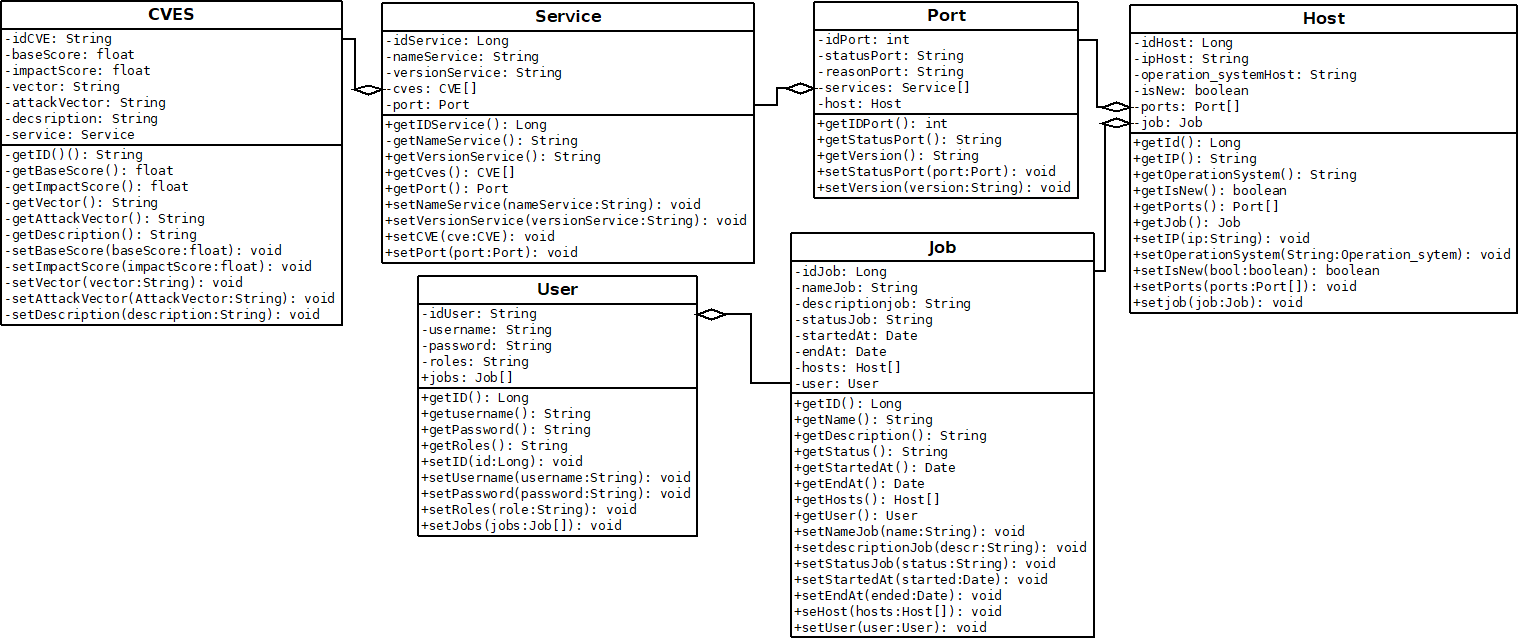 CVES
-idCVE: String
-baseScore: float
-impactScore: float
-vector: String
-attackVector: String
-decsription: String
-service: Service
-getID()(): String
-getBaseScore(): float
-getImpactScore(): float
-getVector(): String
-getAttackVector(): String
-getDescription(): String
-setBaseScore(baseScore:float): void
-setImpactScore(impactScore:float): void
-setVector(vector:String): void
-setAttackVector(AttackVector:String): void
-setDescription(description:String): void
Service
-idService: Long
-nameService: String
-versionService: String
-cves: CVE[]
-port: Port
+getIDService(): Long
-getNameService(): String
+getVersionService(): String
+getCves(): CVE[]
+getPort(): Port
+setNameService(nameService:String): void
+setVersionService(versionService:String): void
+setCVE(cve:CVE): void
+setPort(port:Port): void
Port
-idPort: int
-statusPort: String
-reasonPort: String
-services: Service[]
-host: Host
+getIDPort(): int
+getStatusPort(): String
+getVersion(): String
+setStatusPort(port:Port): void
+setVersion(version:String): void
Host
-idHost: Long
-ipHost: String
-operation_systemHost: String
-isNew: boolean
-ports: Port[]
-job: Job
+getId(): Long
+getIP(): String
+getOperationSystem(): String
+getIsNew(): boolean
+getPorts(): Port[]
+getJob(): Job
+setIP(ip:String): void
+setOperationSystem(String:Operation_sytem): void
+setIsNew(bool:boolean): boolean
+setPorts(ports:Port[]): void
+setjob(job:Job): void
User
-idUser: String
-username: String
-password: String
-roles: String
+jobs: Job[]
+getID(): Long
+getusername(): String
+getPassword(): String
+getRoles(): String
+setID(id:Long): void
+setUsername(username:String): void
+setPassword(password:String): void
+setRoles(role:String): void
+setJobs(jobs:Job[]): void
Job
-idJob: Long
-nameJob: String
-descriptionjob: String
-statusJob: String
-startedAt: Date
-endAt: Date
-hosts: Host[]
-user: User
+getID(): Long
+getName(): String
+getDescription(): String
+getStatus(): String
+getStartedAt(): Date
+getEndAt(): Date
+getHosts(): Host[]
+getUser(): User
+setNameJob(name:String): void
+setdescriptionJob(descr:String): void
+setStatusJob(status:String): void
+setStartedAt(started:Date): void
+setEndAt(ended:Date): void
+seHost(hosts:Host[]): void
+setUser(user:User): void